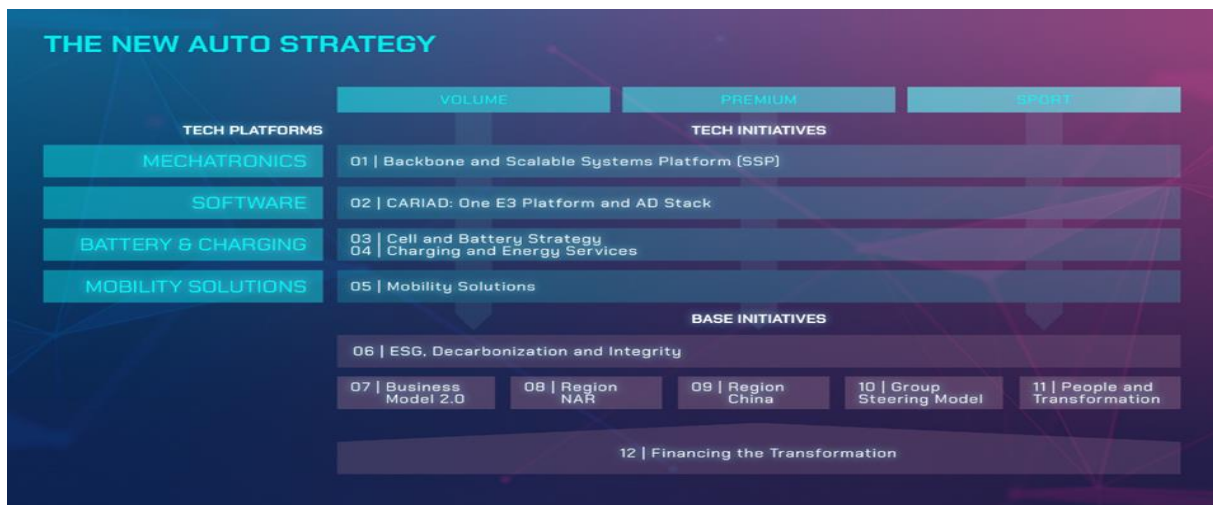 THE NEW AUTO STRATEGY
VOLUME
PREMIUM
SPORT
TECH PLATFORMS
TECH INITIATIVES
MECHATRONICS
01 | Backbone and Scalable Systems Platform (SSP)
SOFTWARE
02 | CARIAD: One E3 Platform and AD Stack
BATTERY & CHARGING
03 | Cell and Battery Strategy
04 | Charging and Energy Services
MOBILITY SOLUTIONS
05 | Mobility Solutions
BASE INITIATIVES
06 | ESG, Decarbonization and Integrity
07 | Business
Model 2.0
08 | Region
NAR
09 | Region
China
10 | Group
Steering Model
11 | People and
Transformation
12 | Financing the Transformation